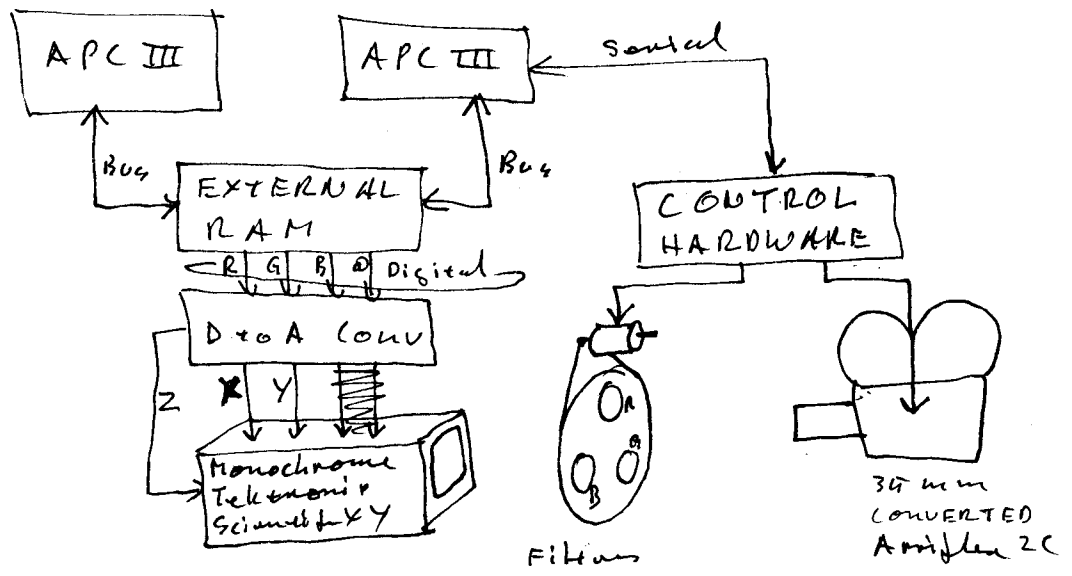 APC III
APC III
Serical
Bus
Bus
EXTERNAL
RAM
CONTROL
HARDWARE
R G B
Digital
D to A Conv
Z
X Y
R
G
B
Monochrome
Tektronix
Scientific XY
Filters
35 mm
CONVERTED
Arriflex 2C